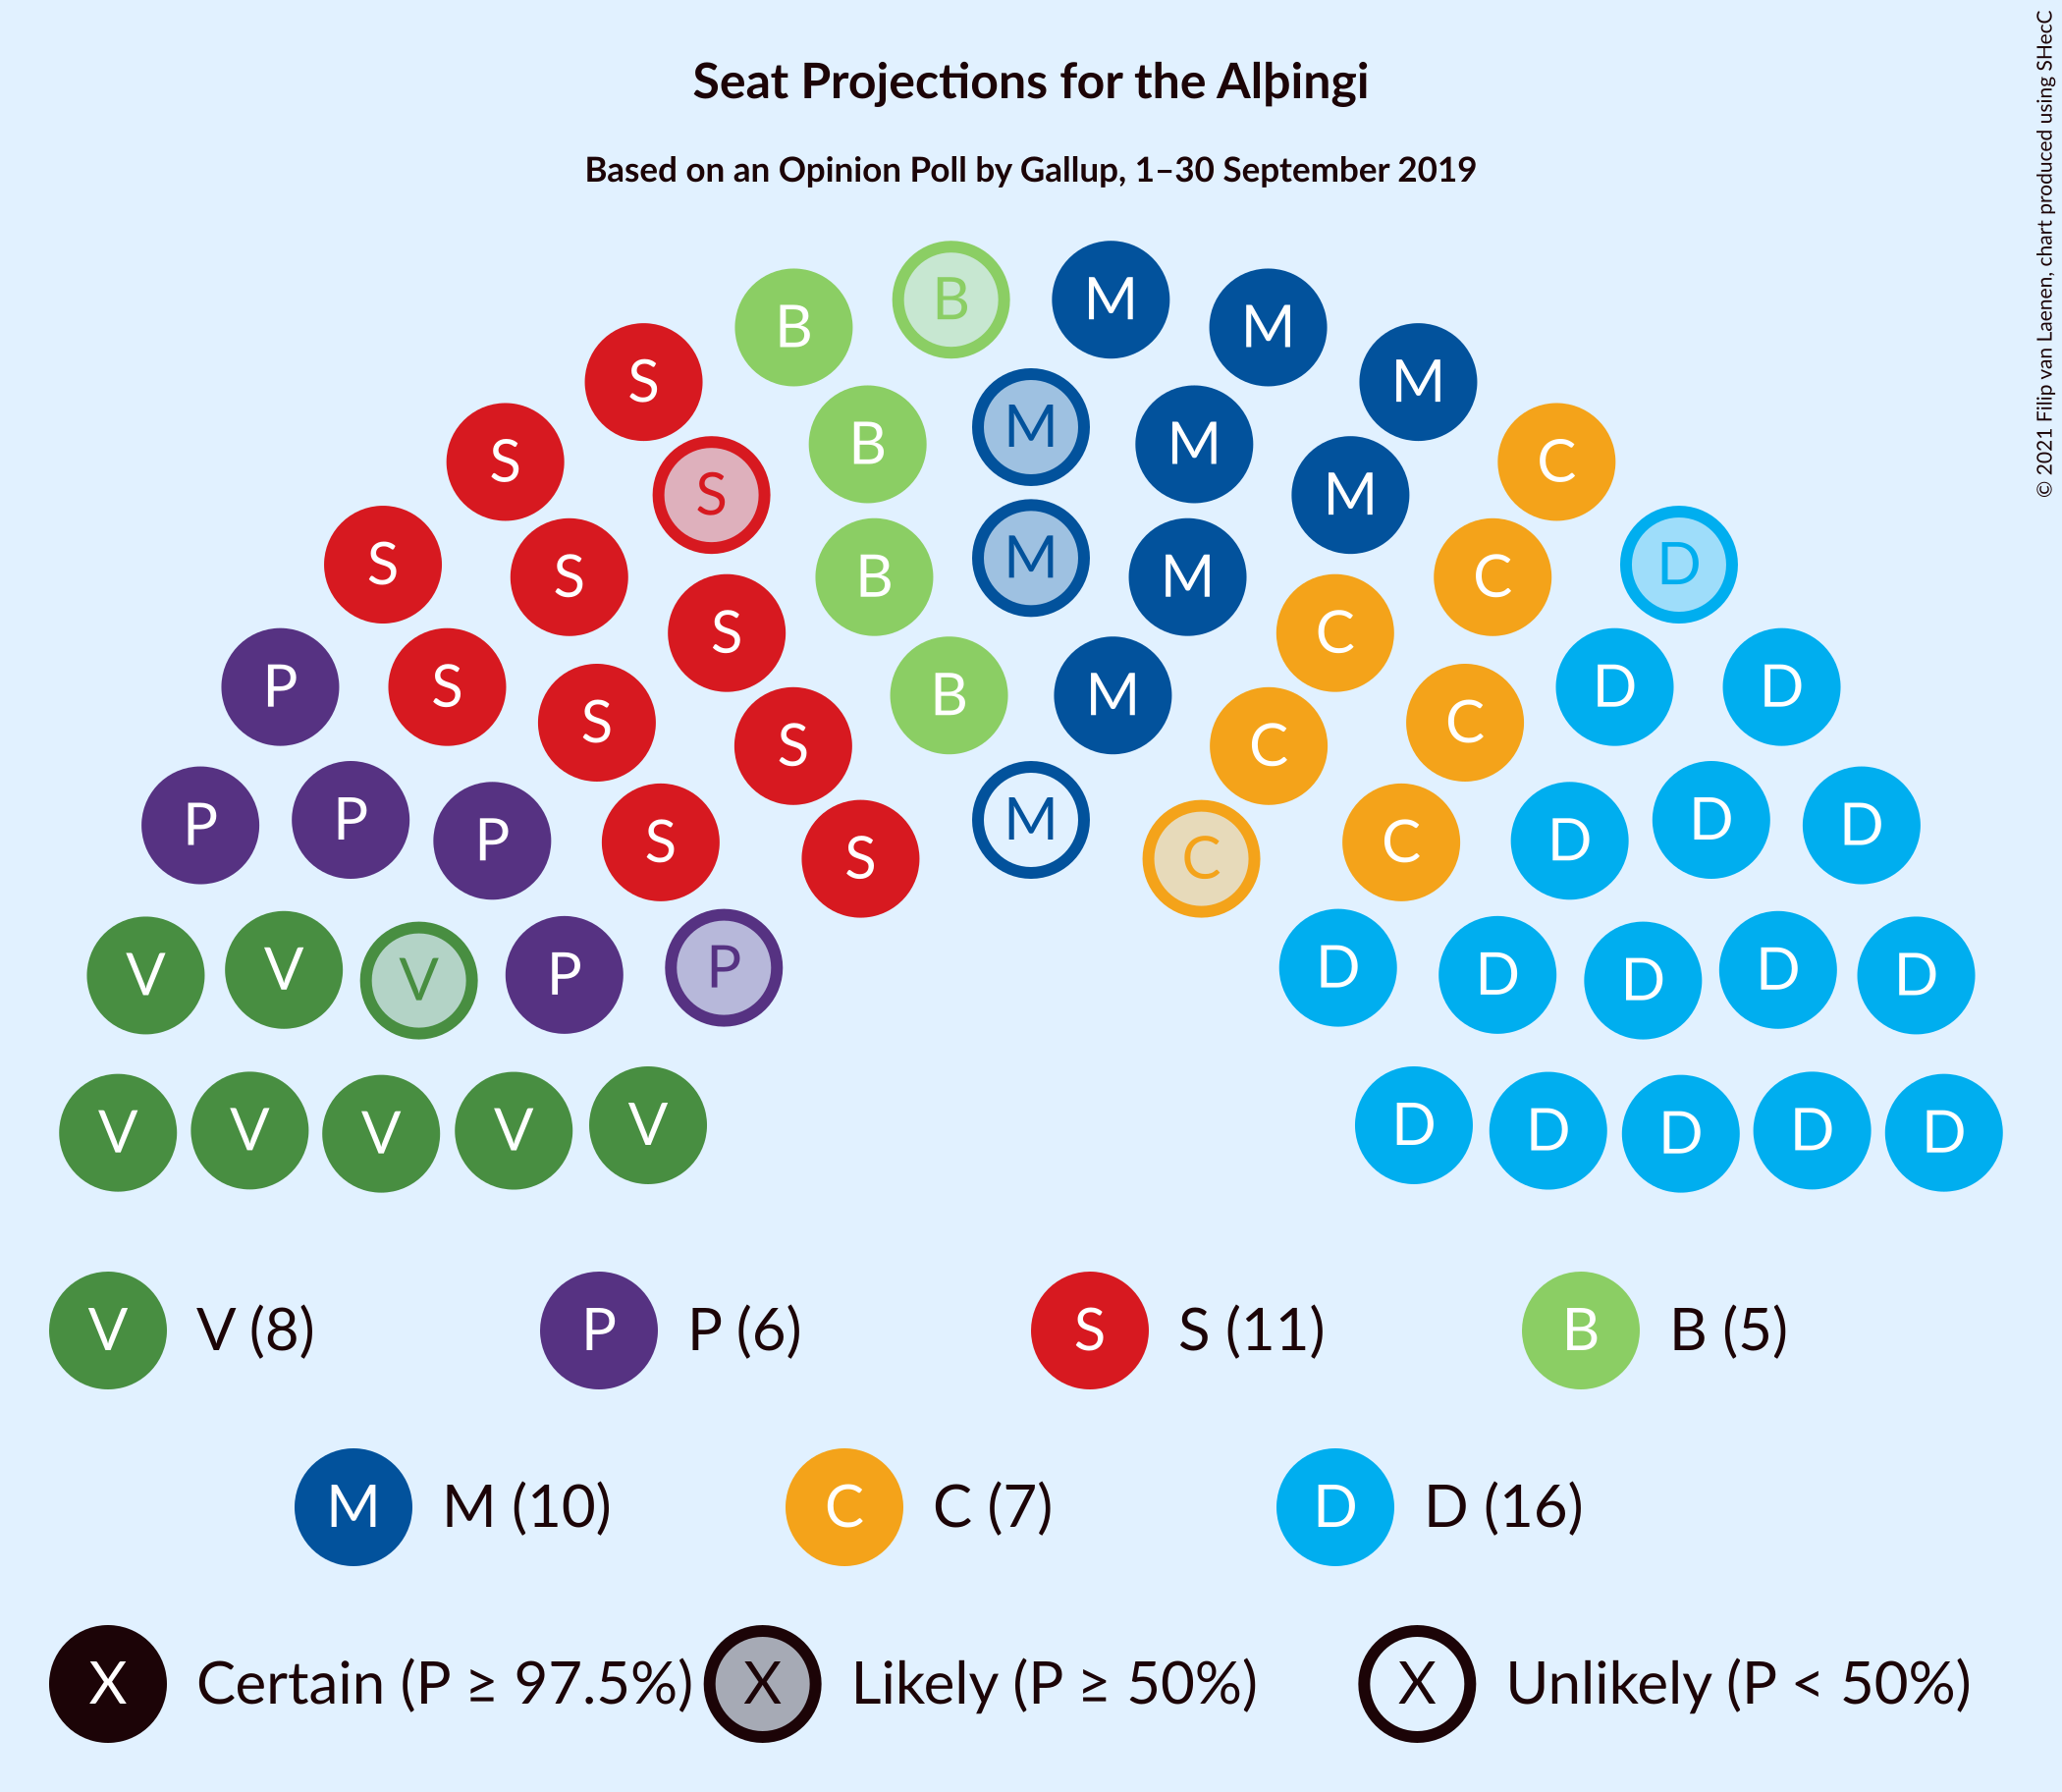 © 2021 Filip van Laenen, chart produced using SHecC
Seat Projections for the Alþingi
Based on an Opinion Poll by Gallup, 1–30 September 2019
B M
B M
S M
M
B M
S C
S M
M
S D
S B M C
S C
P S B M D D
S C
S C
P P P S M C D D D
S C
V V V P P D D D D D
V V V V V D D D D D
V V (8) P P (6) S S (11) B B (5)
M M (10) C C (7) D D (16)
X Certain (P ≥ 97.5%) X Likely (P ≥ 50%) X Unlikely (P < 50%)